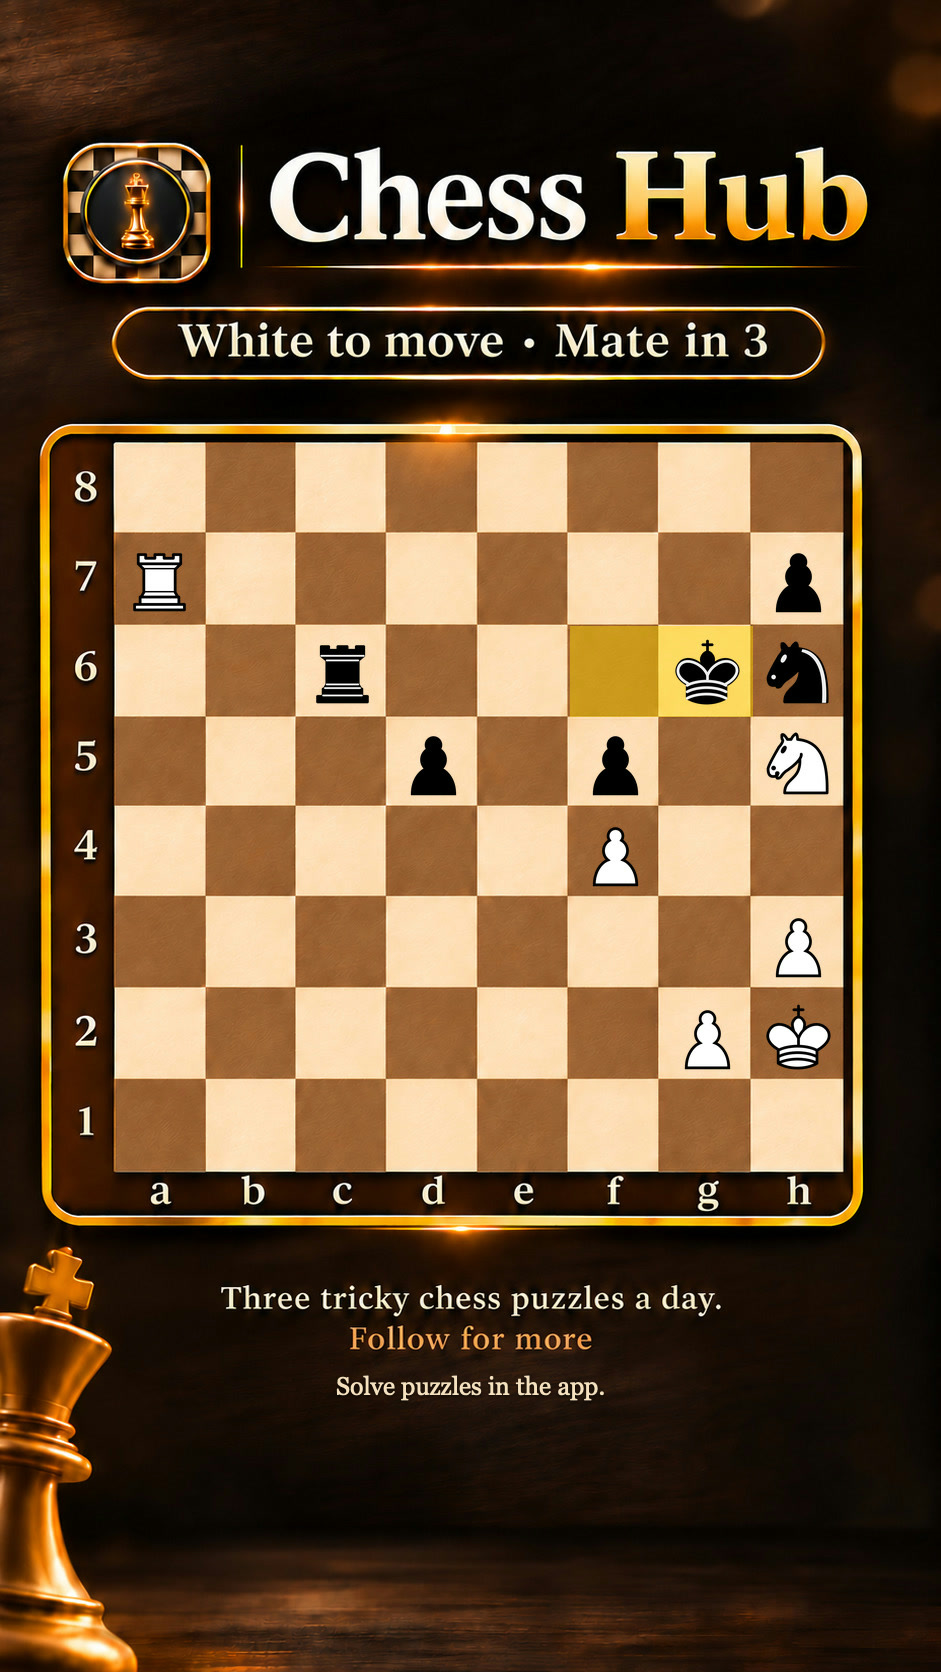 Chess Hub
White to move • Mate in 3
8
7
6
5
4
3
2
1
a b c d e f g h
Three tricky chess puzzles a day.
Follow for more
Solve puzzles in the app.